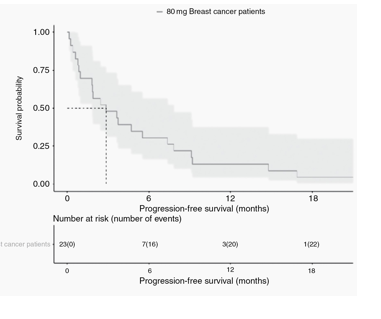 80 mg Breast cancer patients
1.00
0.75
0.50
0.25
0.00
Survival probability
0 6 12 18
Progression-free survival (months)
Number at risk (number of events)
t cancer patients 23(0) 7(16) 3(20) 1(22)
0 6 12 18
Progression-free survival (months)